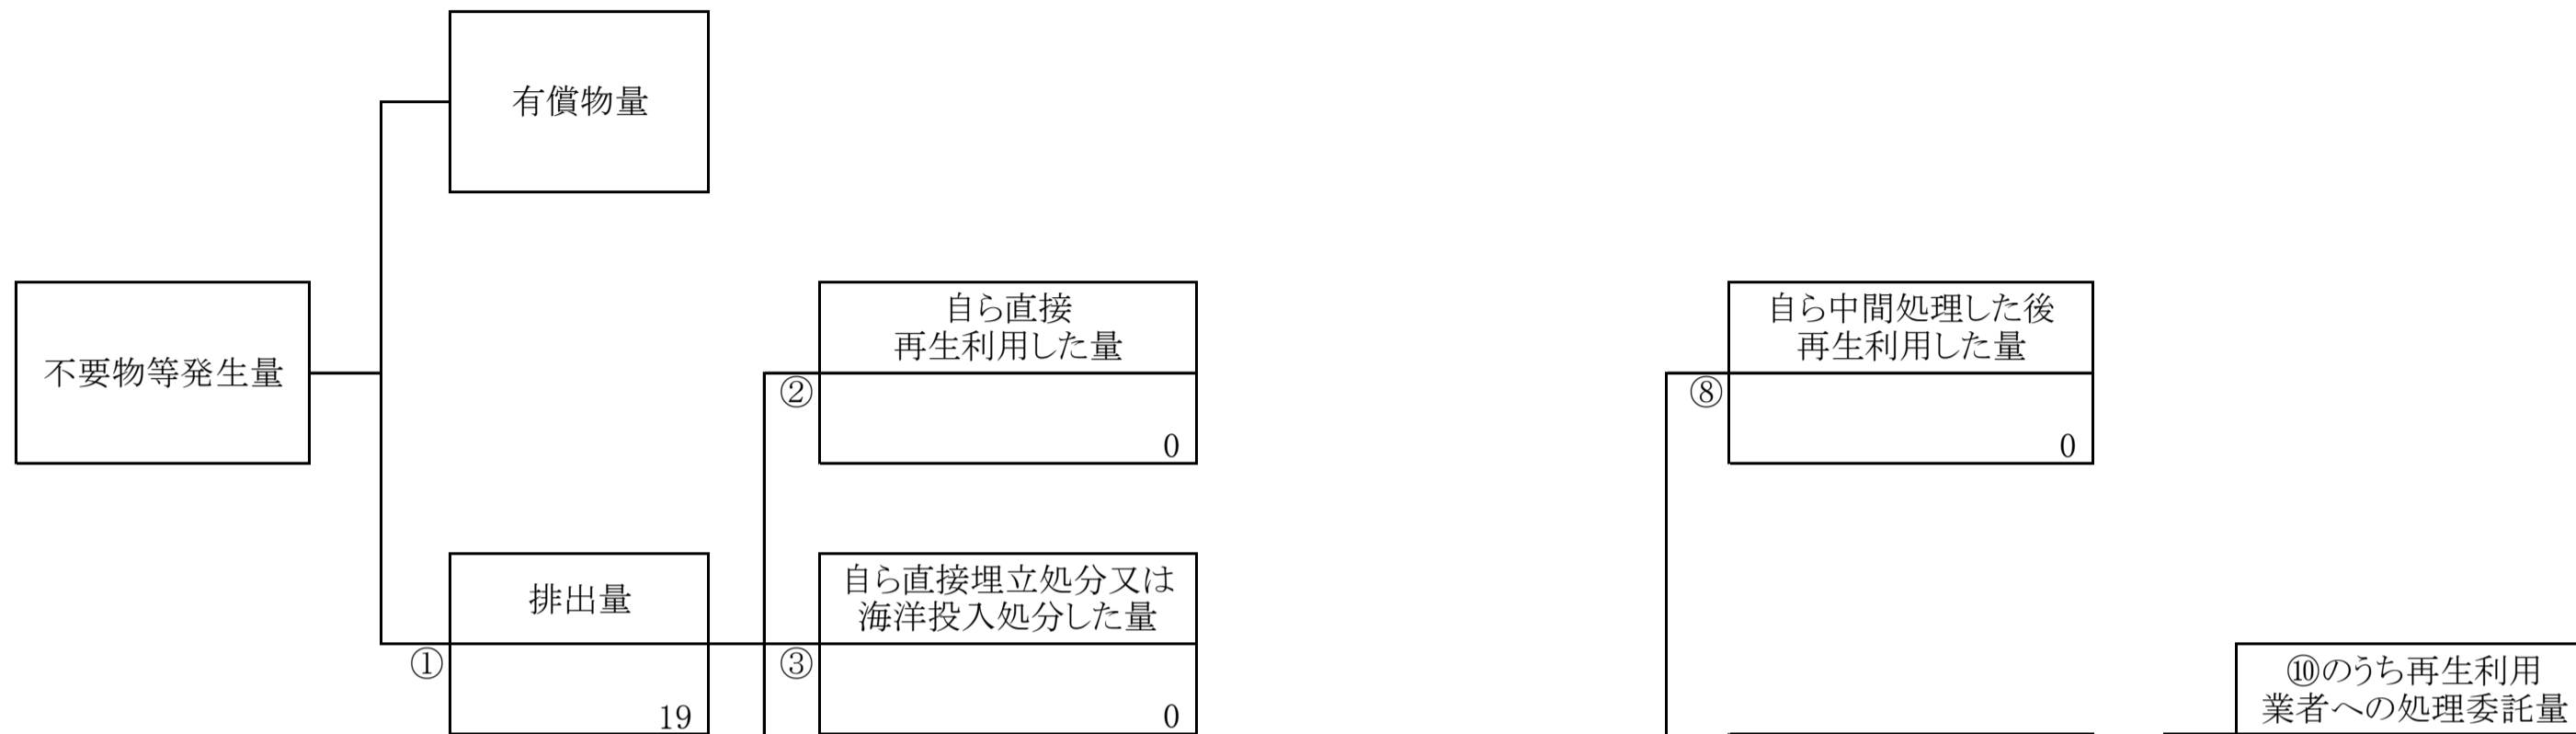 有償物量
不要物等発生量
自ら直接
再生利用した量
②
0
自ら中間処理した後
再生利用した量
⑧
0
排出量
①
19
自ら直接埋立処分又は
海洋投入処分した量
③
0
⑩のうち再生利用
業者への処理委託量